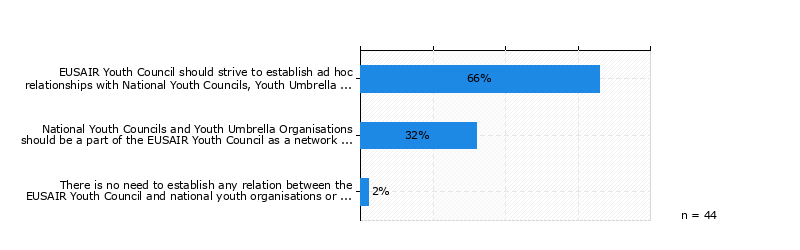 EUSAIR Youth Council should strive to establish ad hoc
relationships with National Youth Councils, Youth Umbrella ...
66%
National Youth Councils and Youth Umbrella Organisations
should be a part of the EUSAIR Youth Council as a network ...
32%
There is no need to establish any relation between the
EUSAIR Youth Council and national youth organisations or ...
2%
n = 44